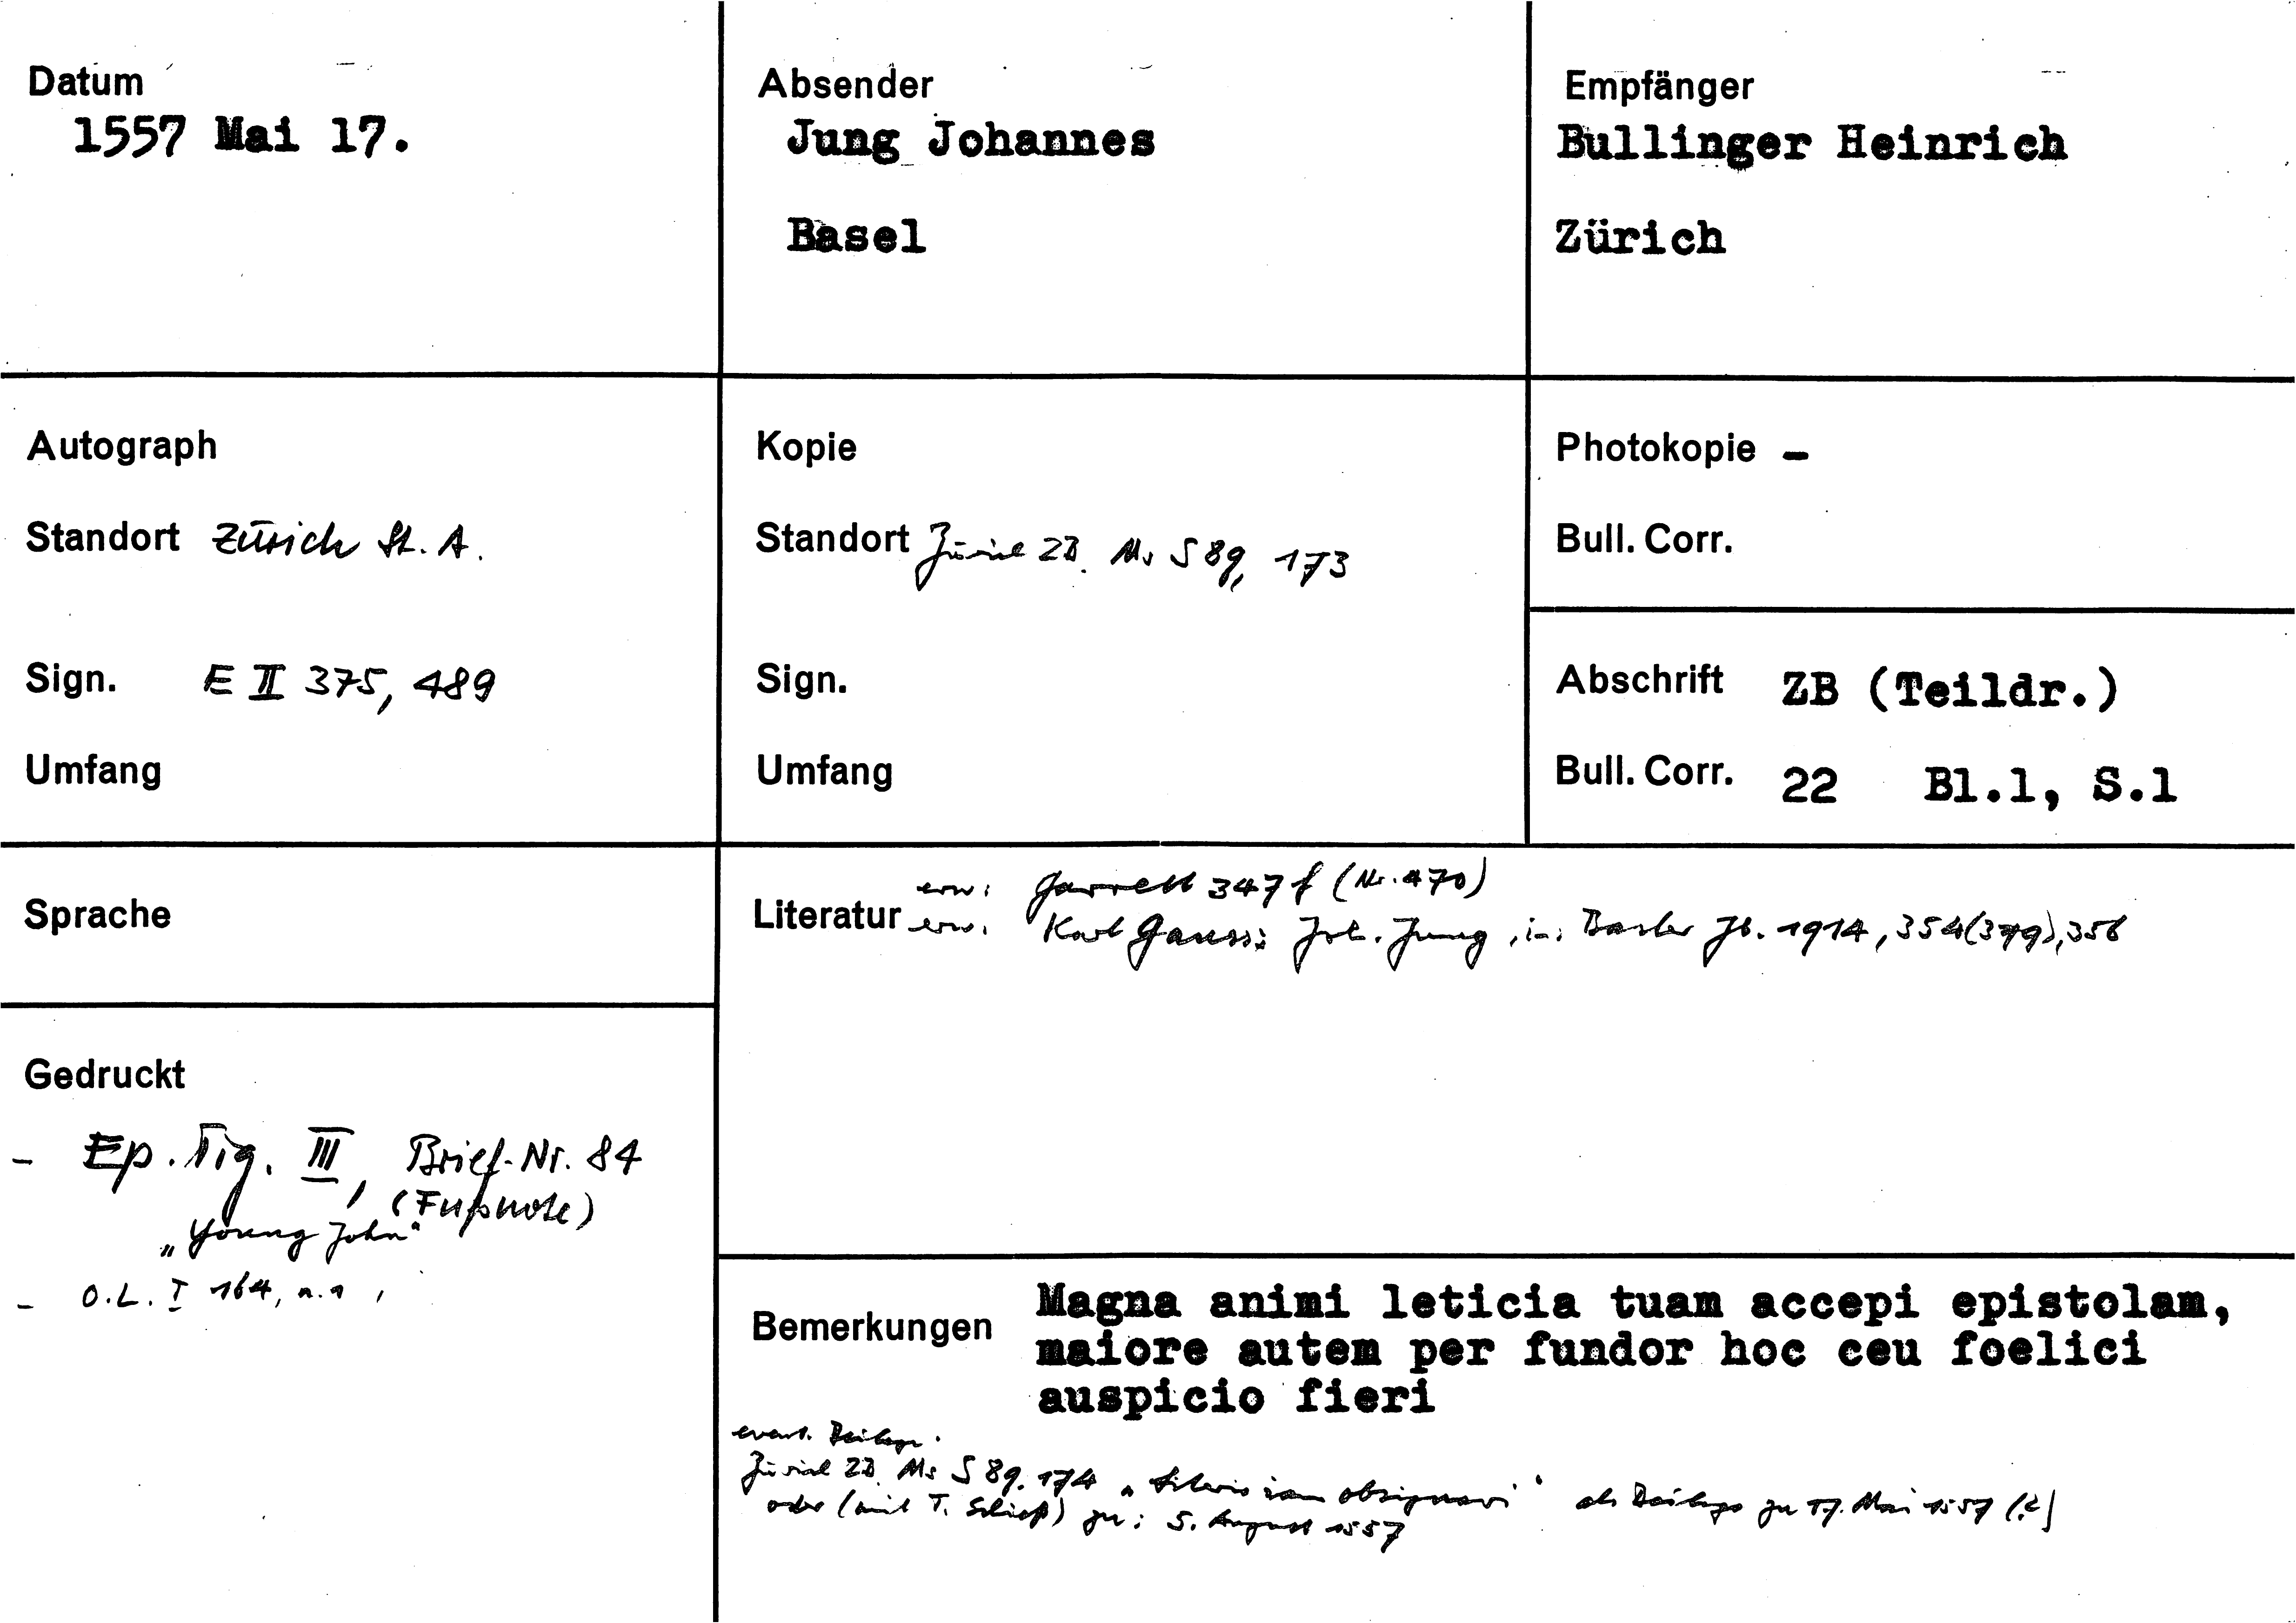 Datum
1557 Mai 17.
Absender
Jung Johannes
Basel
Empfänger
Bullinger Heinrich
Zürich
Autograph
Standort Zürich St. A.
Sign. E II 375, 489
Umfang
Kopie
Standort Zürich ZB. Ms S 89, 173
Sign.
Umfang
Photokopie -
Bull. Corr.
Abschrift ZB (Teildr.)
Bull. Corr. 22 Bl.1, S.1
Sprache
Literatur erw: Garrett 347 f (Nr. 470)
erw. Karl Gauss: Joh. Jung, in: Basler Jb. 1914, 354(379), 356
Gedruckt
- Ep. Tig. III, Brief-Nr. 84
(Fußnote)
"Young John"
- O.L. I 164, n. 1,
Bemerkungen Magna animi leticia tuam accepi epistolam,
maiore autem per fundor hoc ceu foelici
auspicio fieri
event. Beilage.
Zürich ZB. Ms S 89. 174 "literis iam obsignavi" als Beilage zu 17. Mai 1557 (?)
oder (mit T. Schieß) zu: 5. August 1557